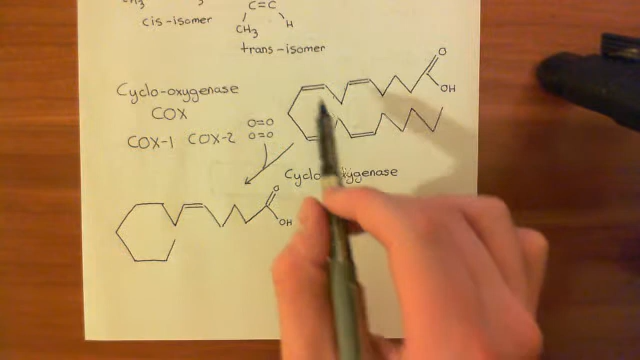 C=C
cis-isomer
CH₃
H
trans-isomer
Cyclo-oxygenase
COX
COX-1 COX-2
O=O
O=O
O
OH
O
OH